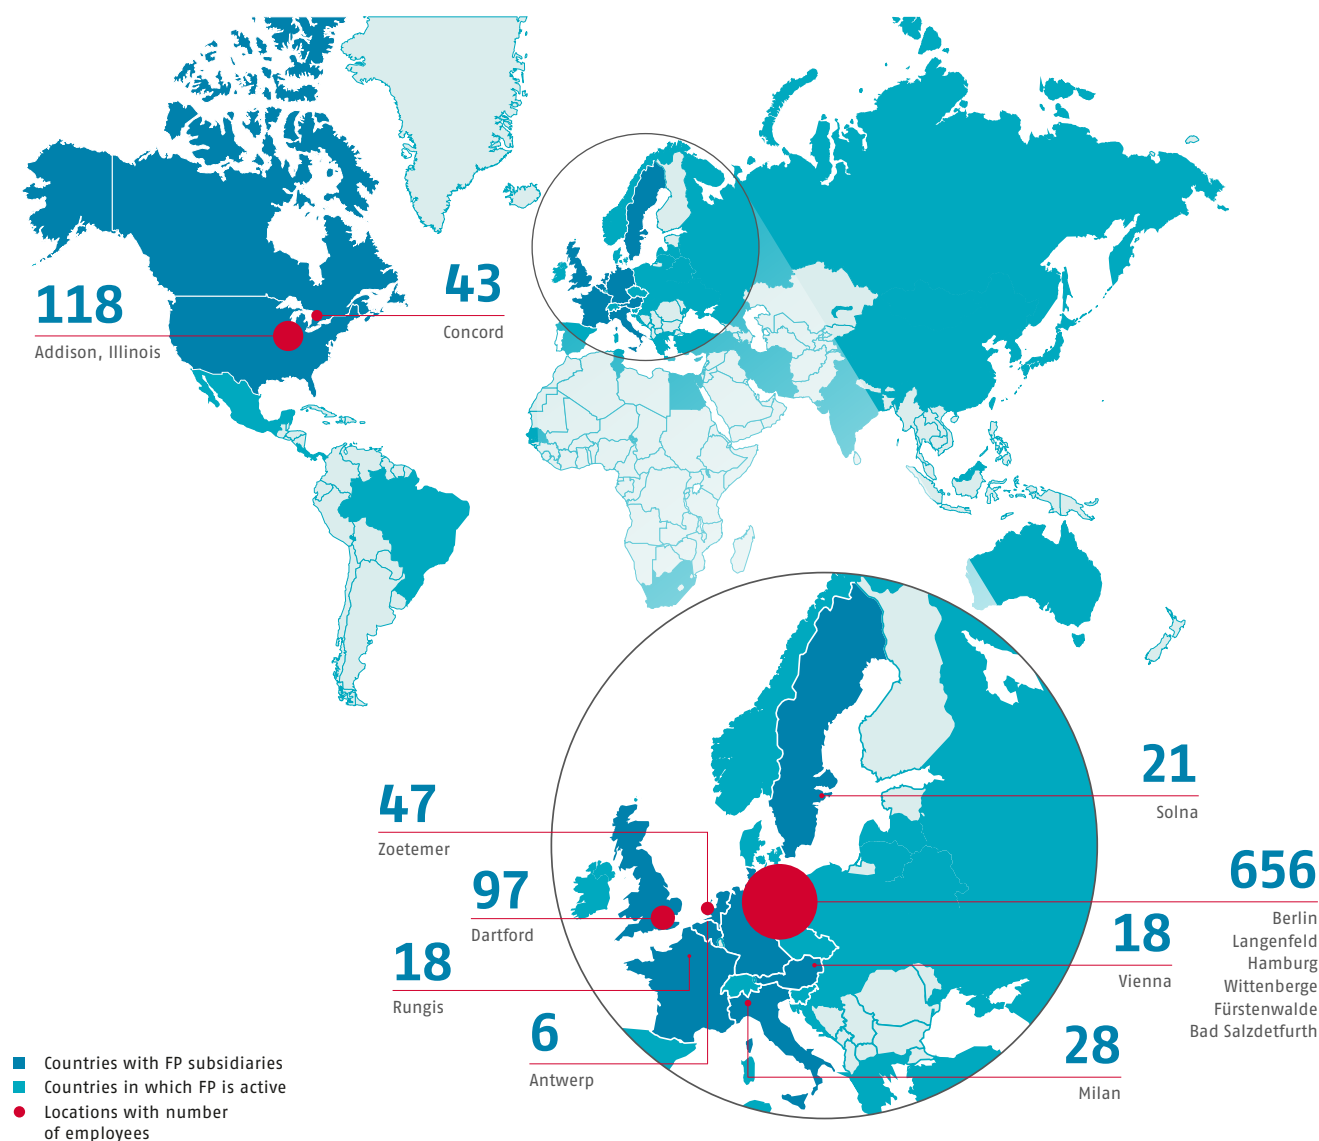 118
Addison, Illinois
43
Concord
47
Zoetemer
97
Dartford
18
Rungis
6
Antwerp
21
Solna
656
Berlin
Langenfeld
Hamburg
Wittenberge
Fürstenwalde
Bad Salzdetfurth
18
Vienna
28
Milan
Countries with FP subsidiaries
Countries in which FP is active
Locations with number
of employees